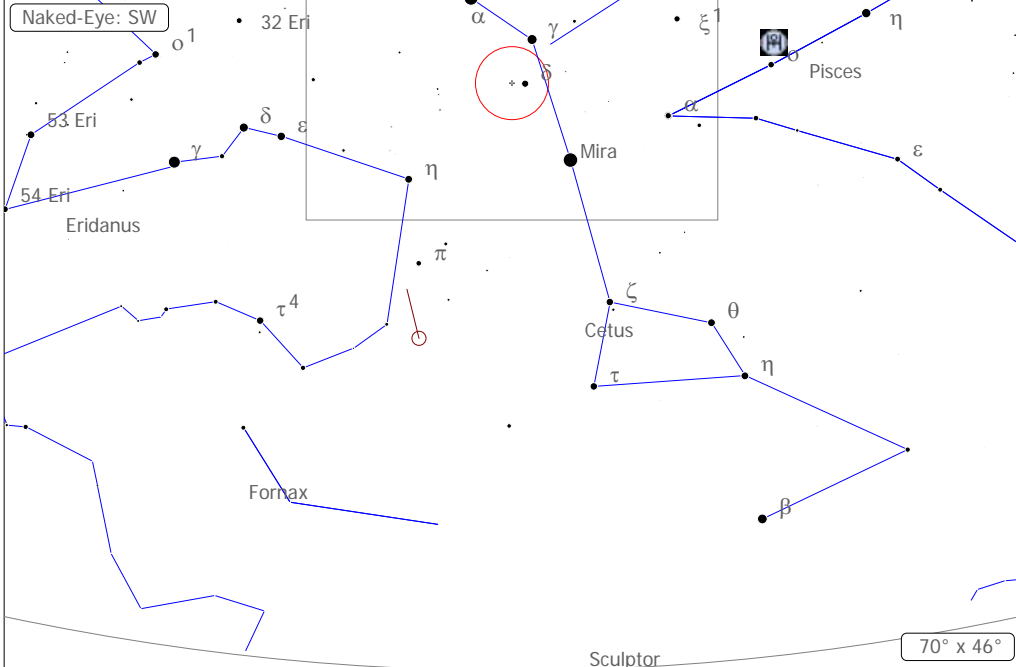 Naked-Eye: SW
32 Eri
α
γ
ξ¹
η
ο¹
δ
ο
Pisces
α
53 Eri
δ
ε
γ
Mira
ε
η
54 Eri
Eridanus
π
ζ
τ⁴
θ
Cetus
η
τ
Fornax
β
70° x 46°
Sculptor